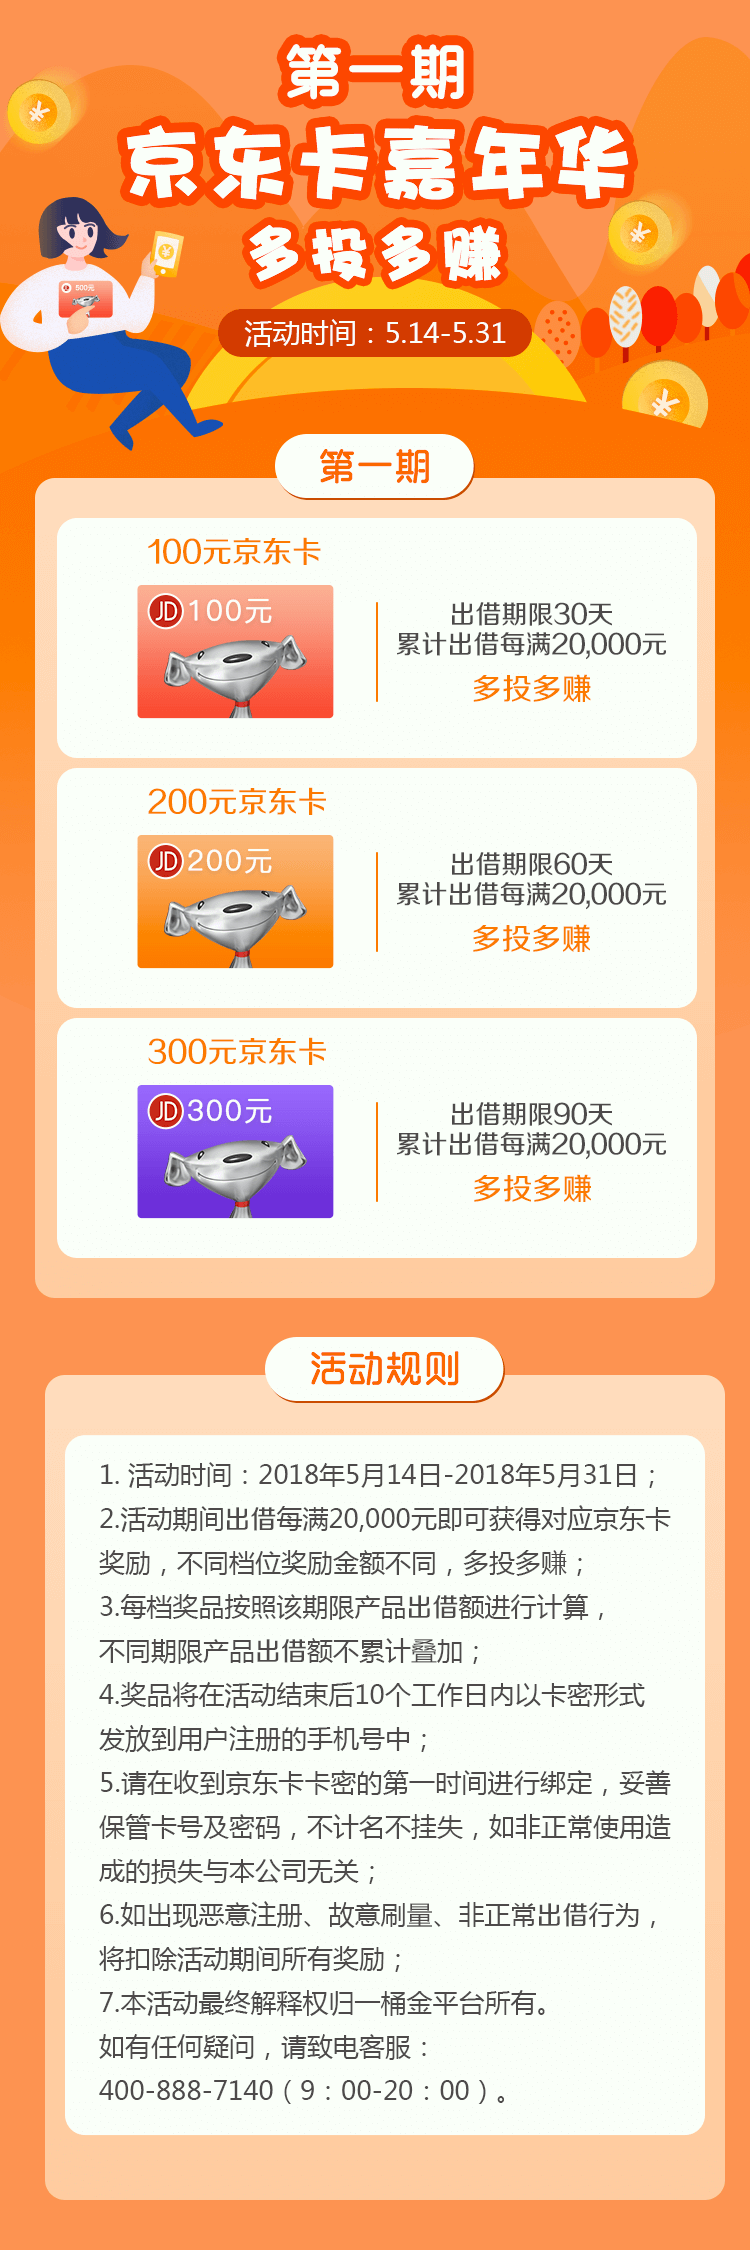 第一期
京东卡嘉年华
多投多赚
500元
活动时间：5.14-5.31
第一期
100元京东卡
JD 100元
出借期限30天
累计出借每满20,000元
多投多赚
200元京东卡
JD 200元
出借期限60天
累计出借每满20,000元
多投多赚
300元京东卡
JD 300元
出借期限90天
累计出借每满20,000元
多投多赚
活动规则
1. 活动时间：2018年5月14日-2018年5月31日；
2.活动期间出借每满20,000元即可获得对应京东卡
奖励，不同档位奖励金额不同，多投多赚；
3.每档奖品按照该期限产品出借额进行计算，
不同期限产品出借额不累计叠加；
4.奖品将在活动结束后10个工作日内以卡密形式
发放到用户注册的手机号中；
5.请在收到京东卡卡密的第一时间进行绑定，妥善
保管卡号及密码，不计名不挂失，如非正常使用造
成的损失与本公司无关；
6.如出现恶意注册、故意刷量、非正常出借行为，
将扣除活动期间所有奖励；
7.本活动最终解释权归一桶金平台所有。
如有任何疑问，请致电客服：
400-888-7140（9：00-20：00）。